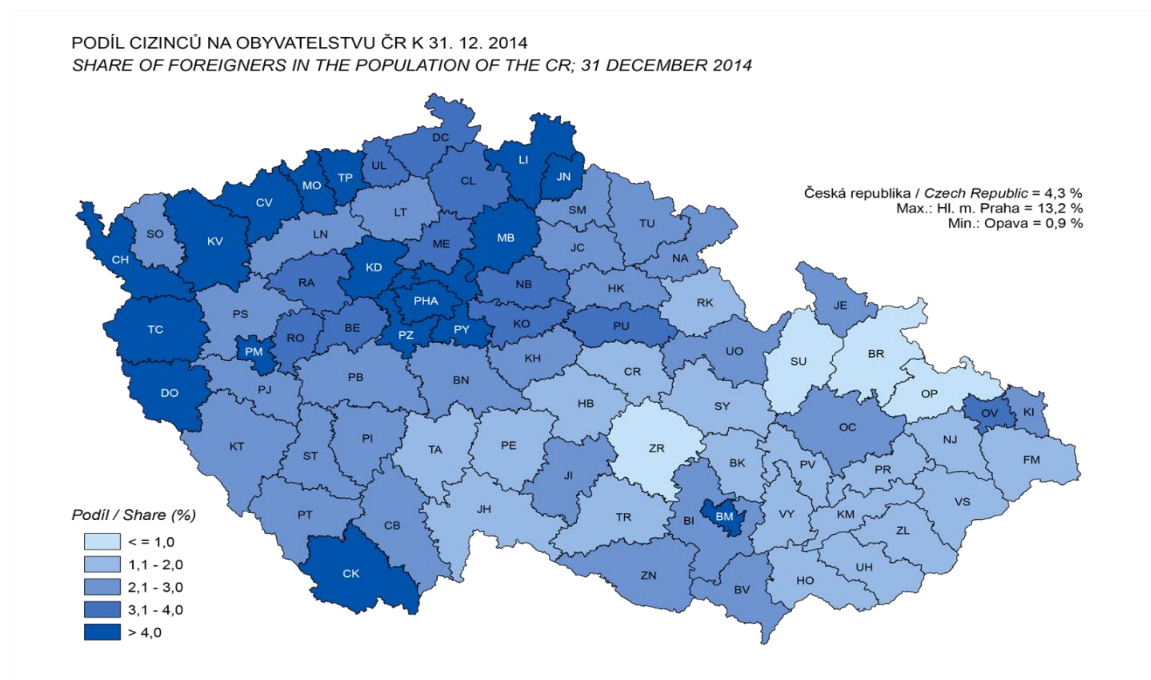 PODÍL CIZINCŮ NA OBYVATELSTVU ČR K 31. 12. 2014
SHARE OF FOREIGNERS IN THE POPULATION OF THE CR; 31 DECEMBER 2014
Česká republika / Czech Republic = 4,3 %
Max.: Hl. m. Praha = 13,2 %
Min.: Opava = 0,9 %
DC
LI
UL
TP
MO
JN
CL
CV
LT
SM
TU
SO
KV
LN
ME
MB
JC
NA
CH
KD
RA
NB
HK
RK
PHA
JE
PS
TC
RO
BE
PZ
PY
KO
PU
PM
KH
UO
SU
BR
DO
PJ
PB
BN
CR
OP
HB
SY
OV
KI
KT
ST
PI
TA
PE
ZR
OC
NJ
BK
PV
PR
FM
JI
PT
CB
JH
TR
BI
BM
VY
KM
VS
ZL
CK
ZN
BV
HO
UH
Podíl / Share (%)
< = 1,0
1,1 - 2,0
2,1 - 3,0
3,1 - 4,0
> 4,0